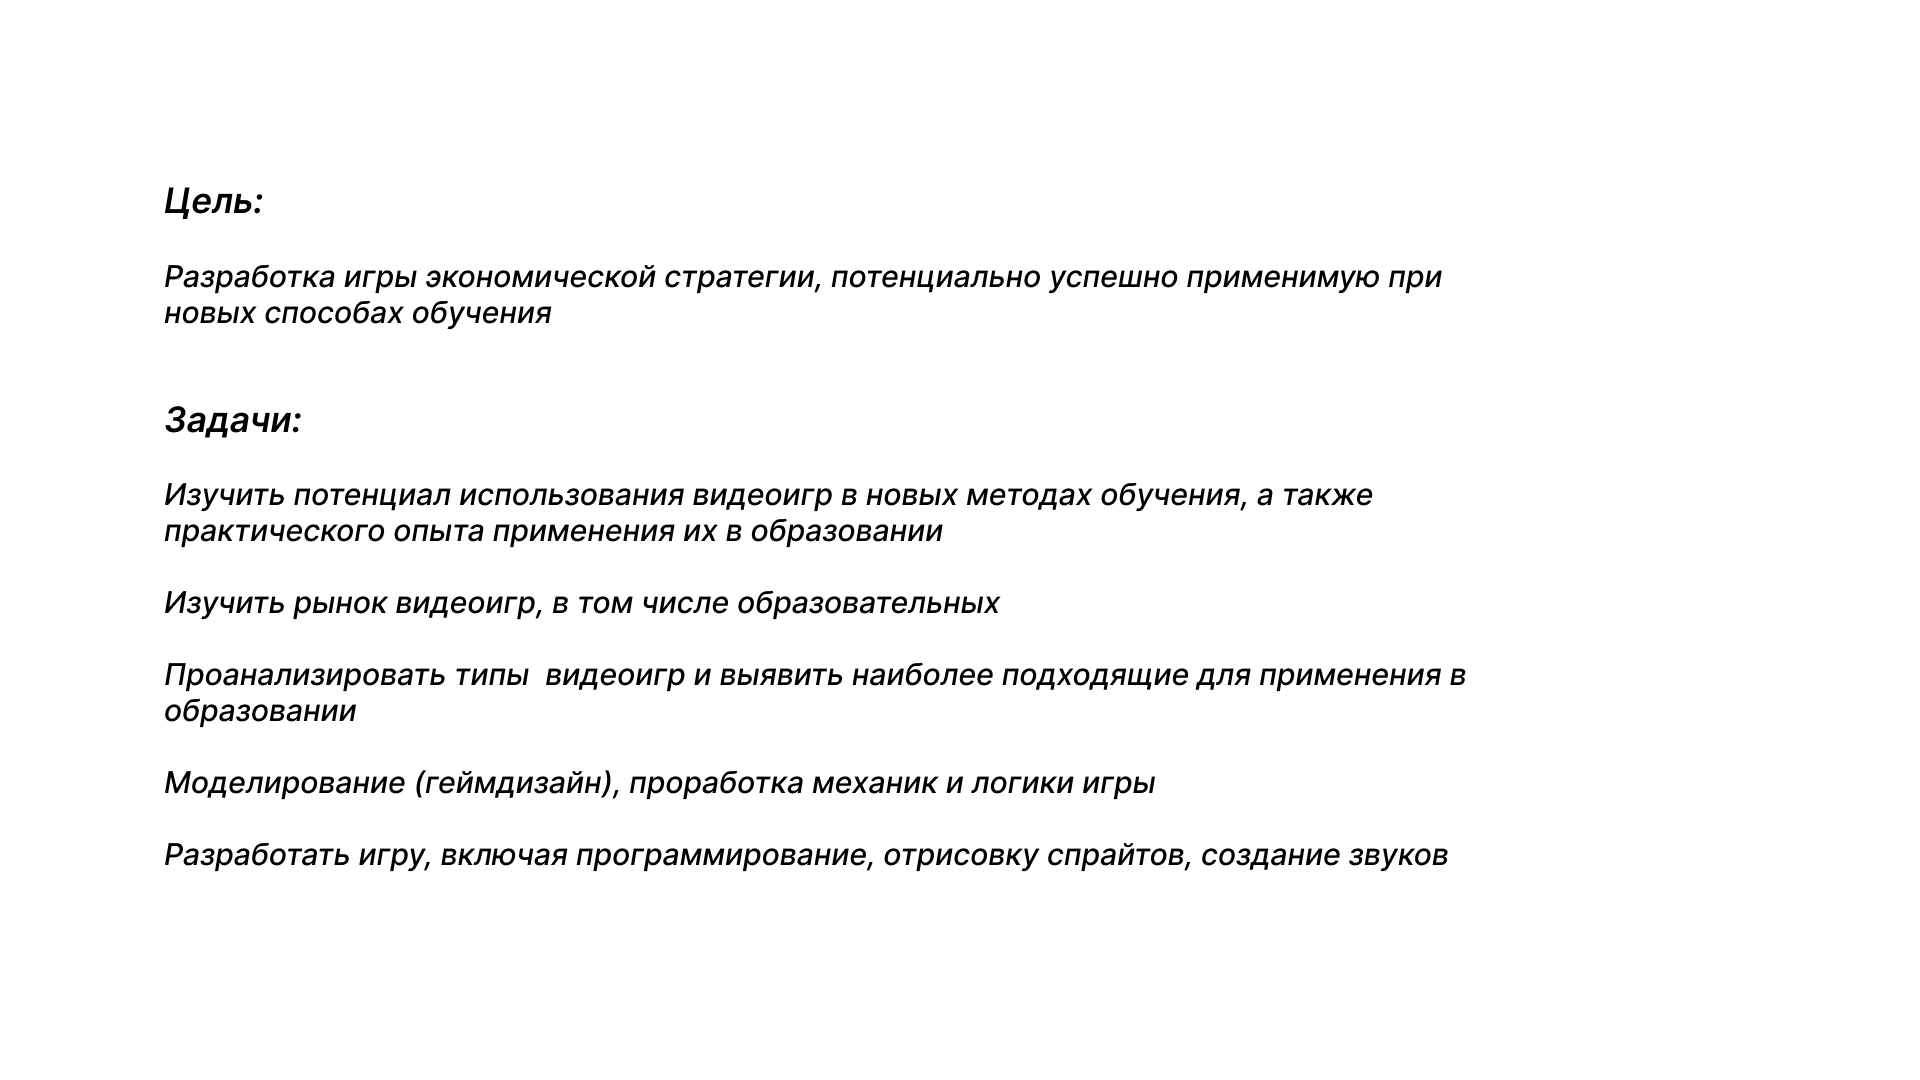 Цель:
Разработка игры экономической стратегии, потенциально успешно применимую при
новых способах обучения
Задачи:
Изучить потенциал использования видеоигр в новых методах обучения, а также
практического опыта применения их в образовании
Изучить рынок видеоигр, в том числе образовательных
Проанализировать типы  видеоигр и выявить наиболее подходящие для применения в
образовании
Моделирование (геймдизайн), проработка механик и логики игры
Разработать игру, включая программирование, отрисовку спрайтов, создание звуков